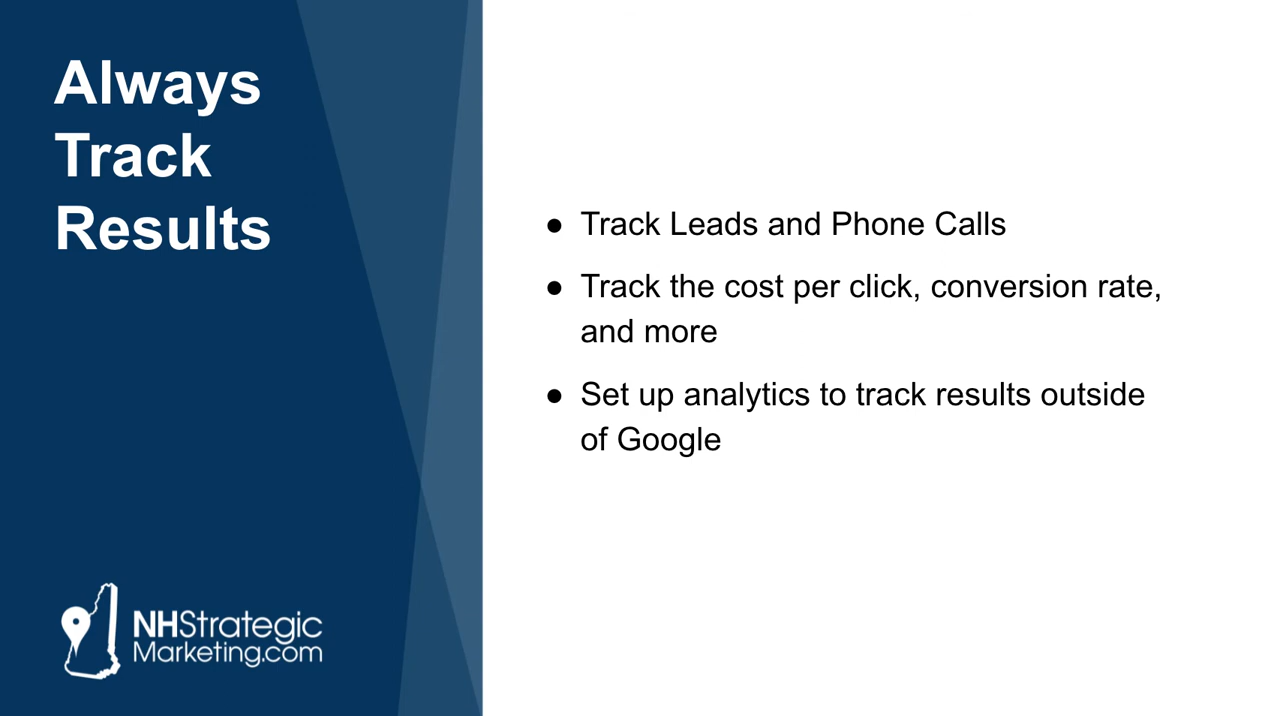 Always
Track
Results
● Track Leads and Phone Calls
● Track the cost per click, conversion rate,
and more
● Set up analytics to track results outside
of Google
NHStrategic
Marketing.com